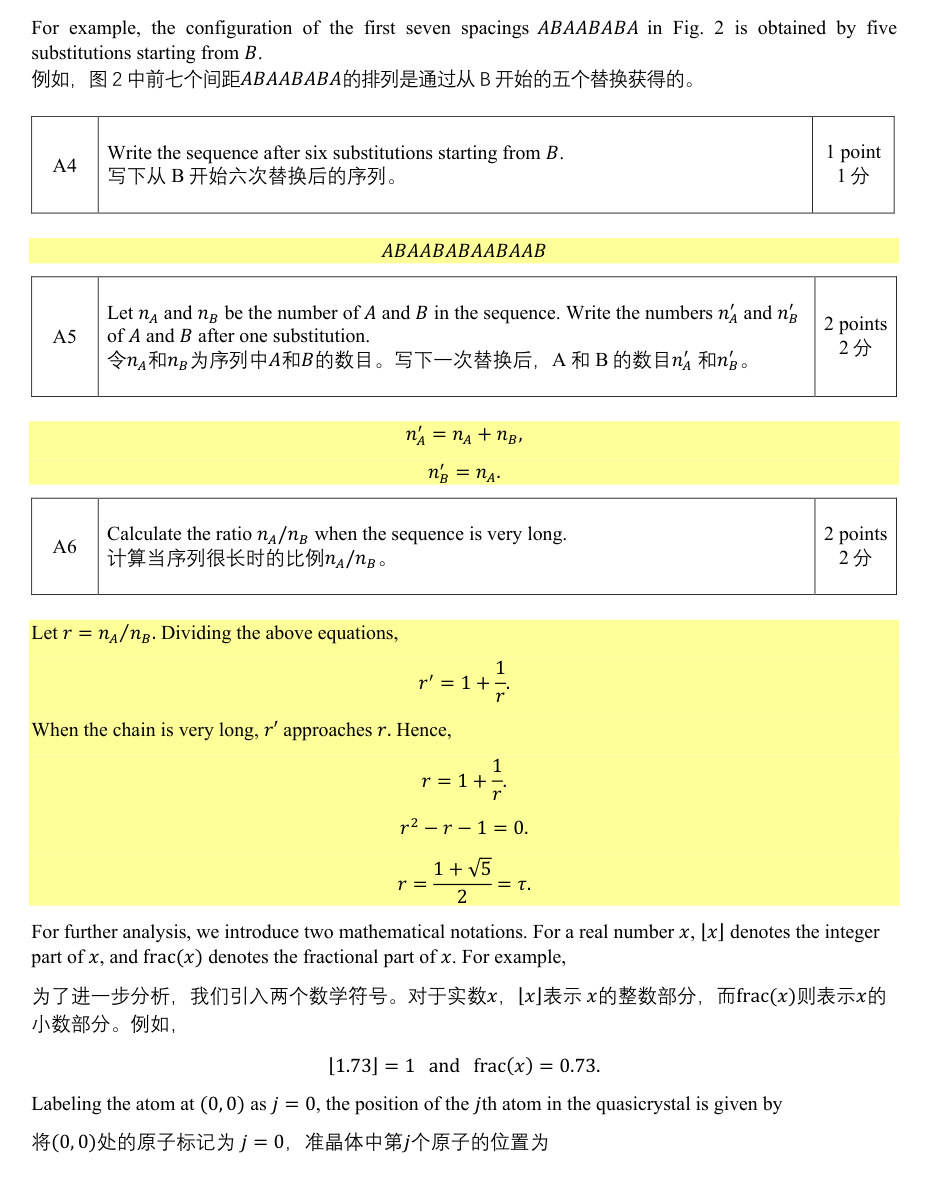 For example, the configuration of the first seven spacings ABAABABA in Fig. 2 is obtained by five
substitutions starting from B.
例如，图 2 中前七个间距ABAABABA的排列是通过从 B 开始的五个替换获得的。
A4
Write the sequence after six substitutions starting from B.
写下从 B 开始六次替换后的序列。
1 point
1 分
ABAABABAABAAB
A5
Let n_A and n_B be the number of A and B in the sequence. Write the numbers n′_A and n′_B
of A and B after one substitution.
令n_A和n_B为序列中A和B的数目。写下一次替换后，A 和 B 的数目n′_A 和n′_B。
2 points
2 分
n′_A = n_A + n_B,
n′_B = n_A.
A6
Calculate the ratio n_A/n_B when the sequence is very long.
计算当序列很长时的比例n_A/n_B。
2 points
2 分
Let r = n_A/n_B. Dividing the above equations,
r′ = 1 + 1/r.
When the chain is very long, r′ approaches r. Hence,
r = 1 + 1/r.
r² − r − 1 = 0.
r = (1 + √5)/2 = τ.
For further analysis, we introduce two mathematical notations. For a real number x, ⌊x⌋ denotes the integer
part of x, and frac(x) denotes the fractional part of x. For example,
为了进一步分析，我们引入两个数学符号。对于实数x，⌊x⌋表示 x的整数部分，而frac(x)则表示x的
小数部分。例如，
⌊1.73⌋ = 1 and frac(x) = 0.73.
Labeling the atom at (0, 0) as j = 0, the position of the jth atom in the quasicrystal is given by
将(0, 0)处的原子标记为 j = 0，准晶体中第j个原子的位置为